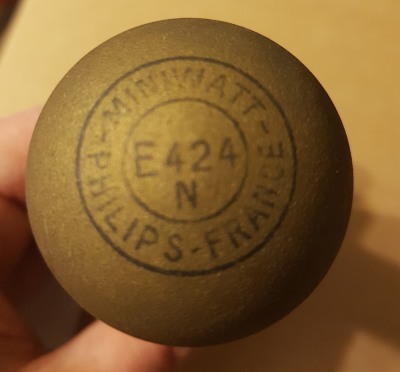 -MINIWATT-
E424
N
PHILIPS-FRANCE